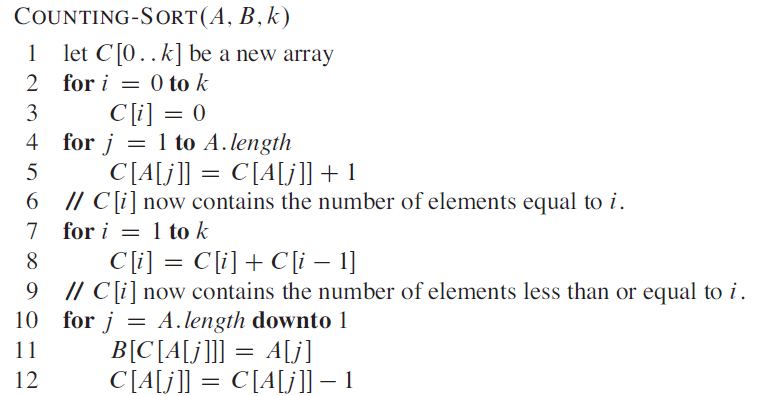 COUNTING-SORT(A, B, k)
1 let C[0..k] be a new array
2 for i = 0 to k
3 C[i] = 0
4 for j = 1 to A.length
5 C[A[j]] = C[A[j]] + 1
6 // C[i] now contains the number of elements equal to i.
7 for i = 1 to k
8 C[i] = C[i] + C[i − 1]
9 // C[i] now contains the number of elements less than or equal to i.
10 for j = A.length downto 1
11 B[C[A[j]]] = A[j]
12 C[A[j]] = C[A[j]] − 1